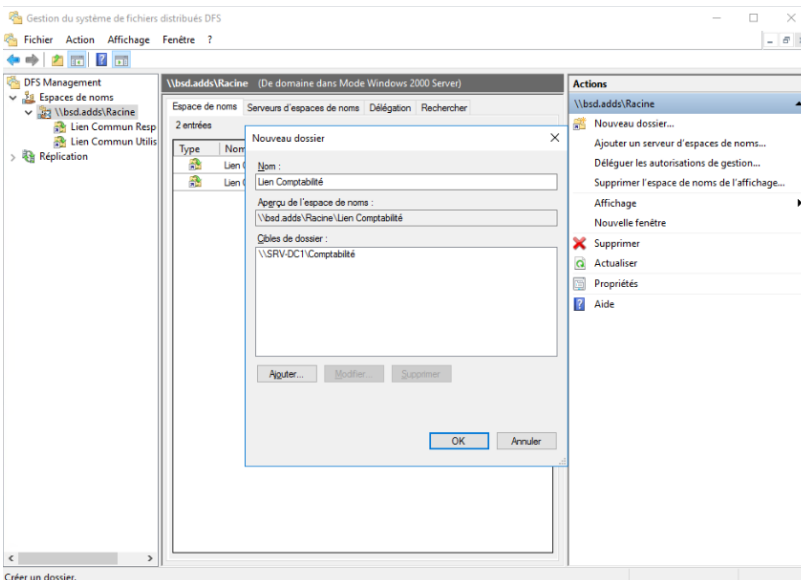 Gestion du système de fichiers distribués DFS
Fichier Action Affichage Fenêtre ?
DFS Management
Espaces de noms
\\bsd.adds\Racine
Lien Commun Resp
Lien Commun Utilis
Réplication
\\bsd.adds\Racine (De domaine dans Mode Windows 2000 Server)
Espace de noms Serveurs d'espaces de noms Délégation Rechercher
2 entrées
Type Nom
Lien
Lien
Nouveau dossier
Nom :
Lien Comptabilité
Aperçu de l'espace de noms :
\\bsd.adds\Racine\Lien Comptabilité
Cibles de dossier :
\\SRV-DC1\Comptabilité
Ajouter... Modifier... Supprimer
OK Annuler
Actions
\\bsd.adds\Racine
Nouveau dossier...
Ajouter un serveur d'espaces de noms...
Déléguer les autorisations de gestion...
Supprimer l'espace de noms de l'affichage...
Affichage
Nouvelle fenêtre
Supprimer
Actualiser
Propriétés
Aide
Créer un dossier.